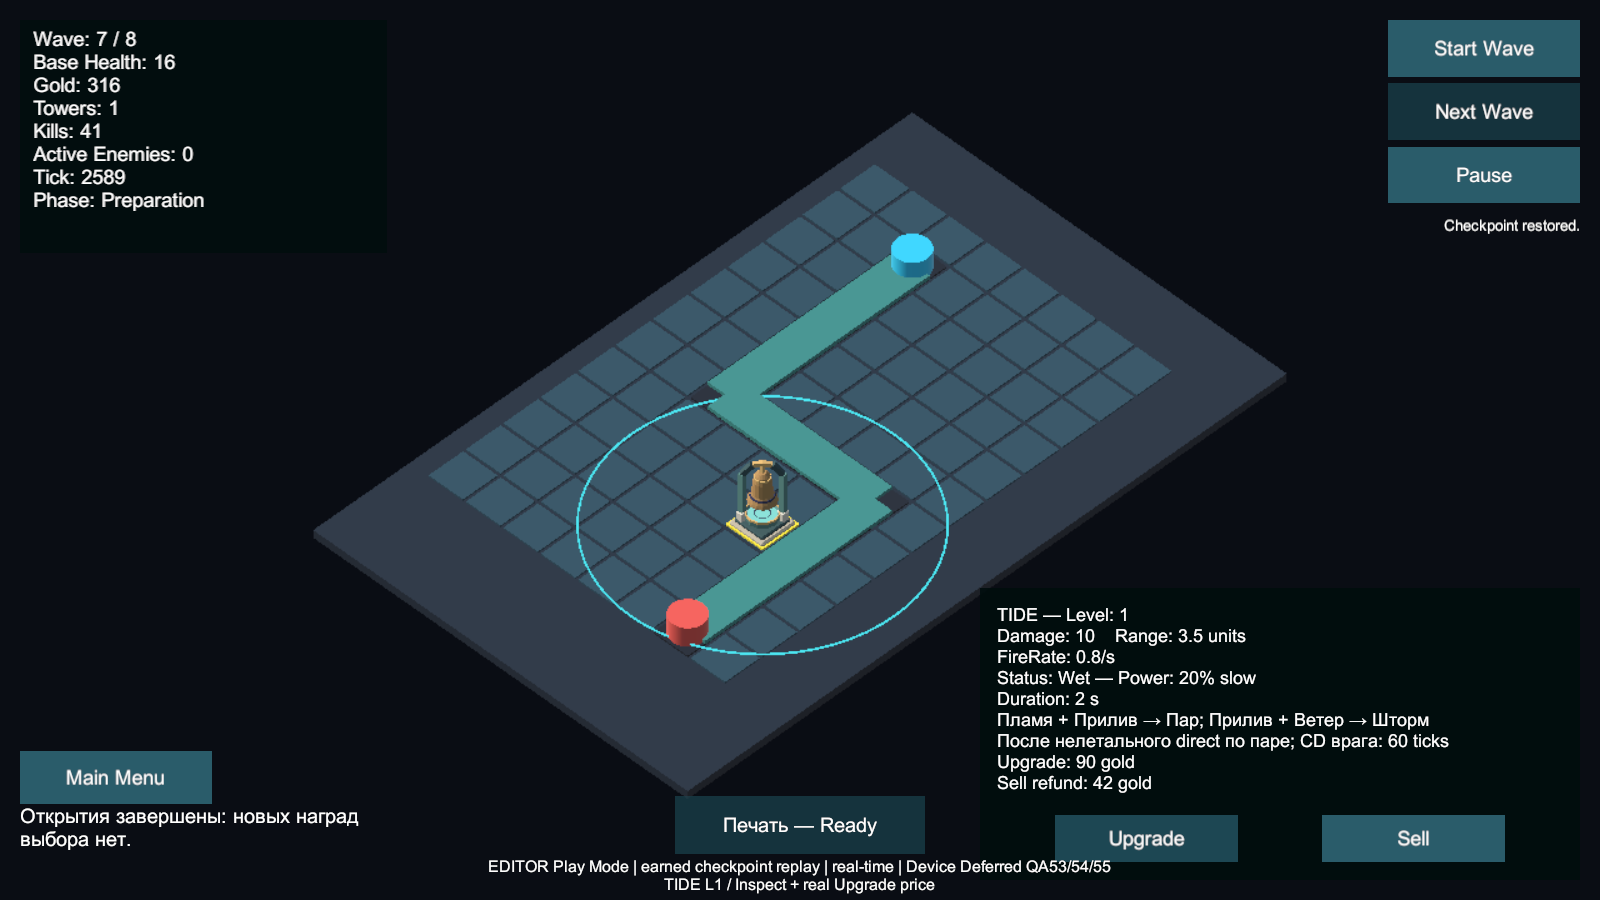 Wave: 7 / 8
Base Health: 16
Gold: 316
Towers: 1
Kills: 41
Active Enemies: 0
Tick: 2589
Phase: Preparation
Start Wave
Next Wave
Pause
Checkpoint restored.
TIDE — Level: 1
Damage: 10    Range: 3.5 units
FireRate: 0.8/s
Status: Wet — Power: 20% slow
Duration: 2 s
Пламя + Прилив → Пар; Прилив + Ветер → Шторм
После нелетального direct по паре; CD врага: 60 ticks
Upgrade: 90 gold
Sell refund: 42 gold
Upgrade
Sell
Main Menu
Открытия завершены: новых наград
выбора нет.
Печать — Ready
EDITOR Play Mode | earned checkpoint replay | real-time | Device Deferred QA53/54/55
TIDE L1 / Inspect + real Upgrade price